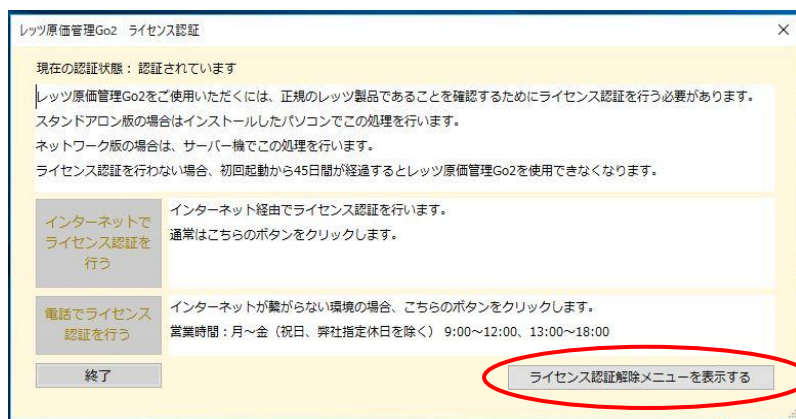 レッツ原価管理Go2　ライセンス認証
現在の認証状態： 認証されています
レッツ原価管理Go2をご使用いただくには、正規のレッツ製品であることを確認するためにライセンス認証を行う必要があります。
スタンドアロン版の場合はインストールしたパソコンでこの処理を行います。
ネットワーク版の場合は、サーバー機でこの処理を行います。
ライセンス認証を行わない場合、初回起動から45日間が経過するとレッツ原価管理Go2を使用できなくなります。
インターネットで
ライセンス認証を
行う
インターネット経由でライセンス認証を行います。
通常はこちらのボタンをクリックします。
電話でライセンス
認証を行う
インターネットが繋がらない環境の場合、こちらのボタンをクリックします。
営業時間：月～金（祝日、弊社指定休日を除く） 9:00～12:00、13:00～18:00
終了
ライセンス認証解除メニューを表示する